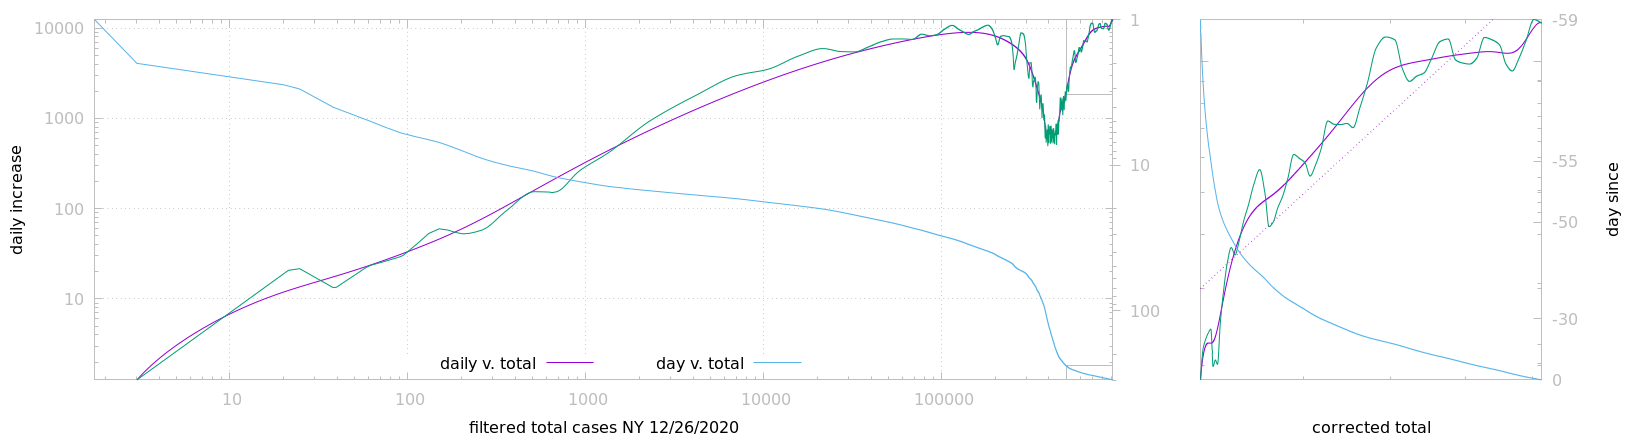 10000
1000
100
10
daily increase
10
100
1000
10000
100000
filtered total cases NY 12/26/2020
daily v. total
day v. total
1
10
100
-59
-55
-50
-30
0
day since
corrected total